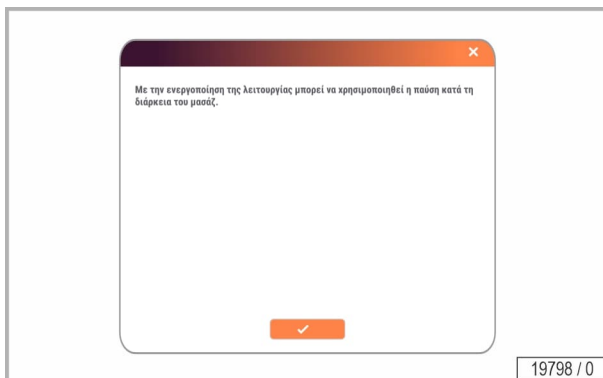 Με την ενεργοποίηση της λειτουργίας μπορεί να χρησιμοποιηθεί η παύση κατά τη
διάρκεια του μασάζ.
19798 / 0